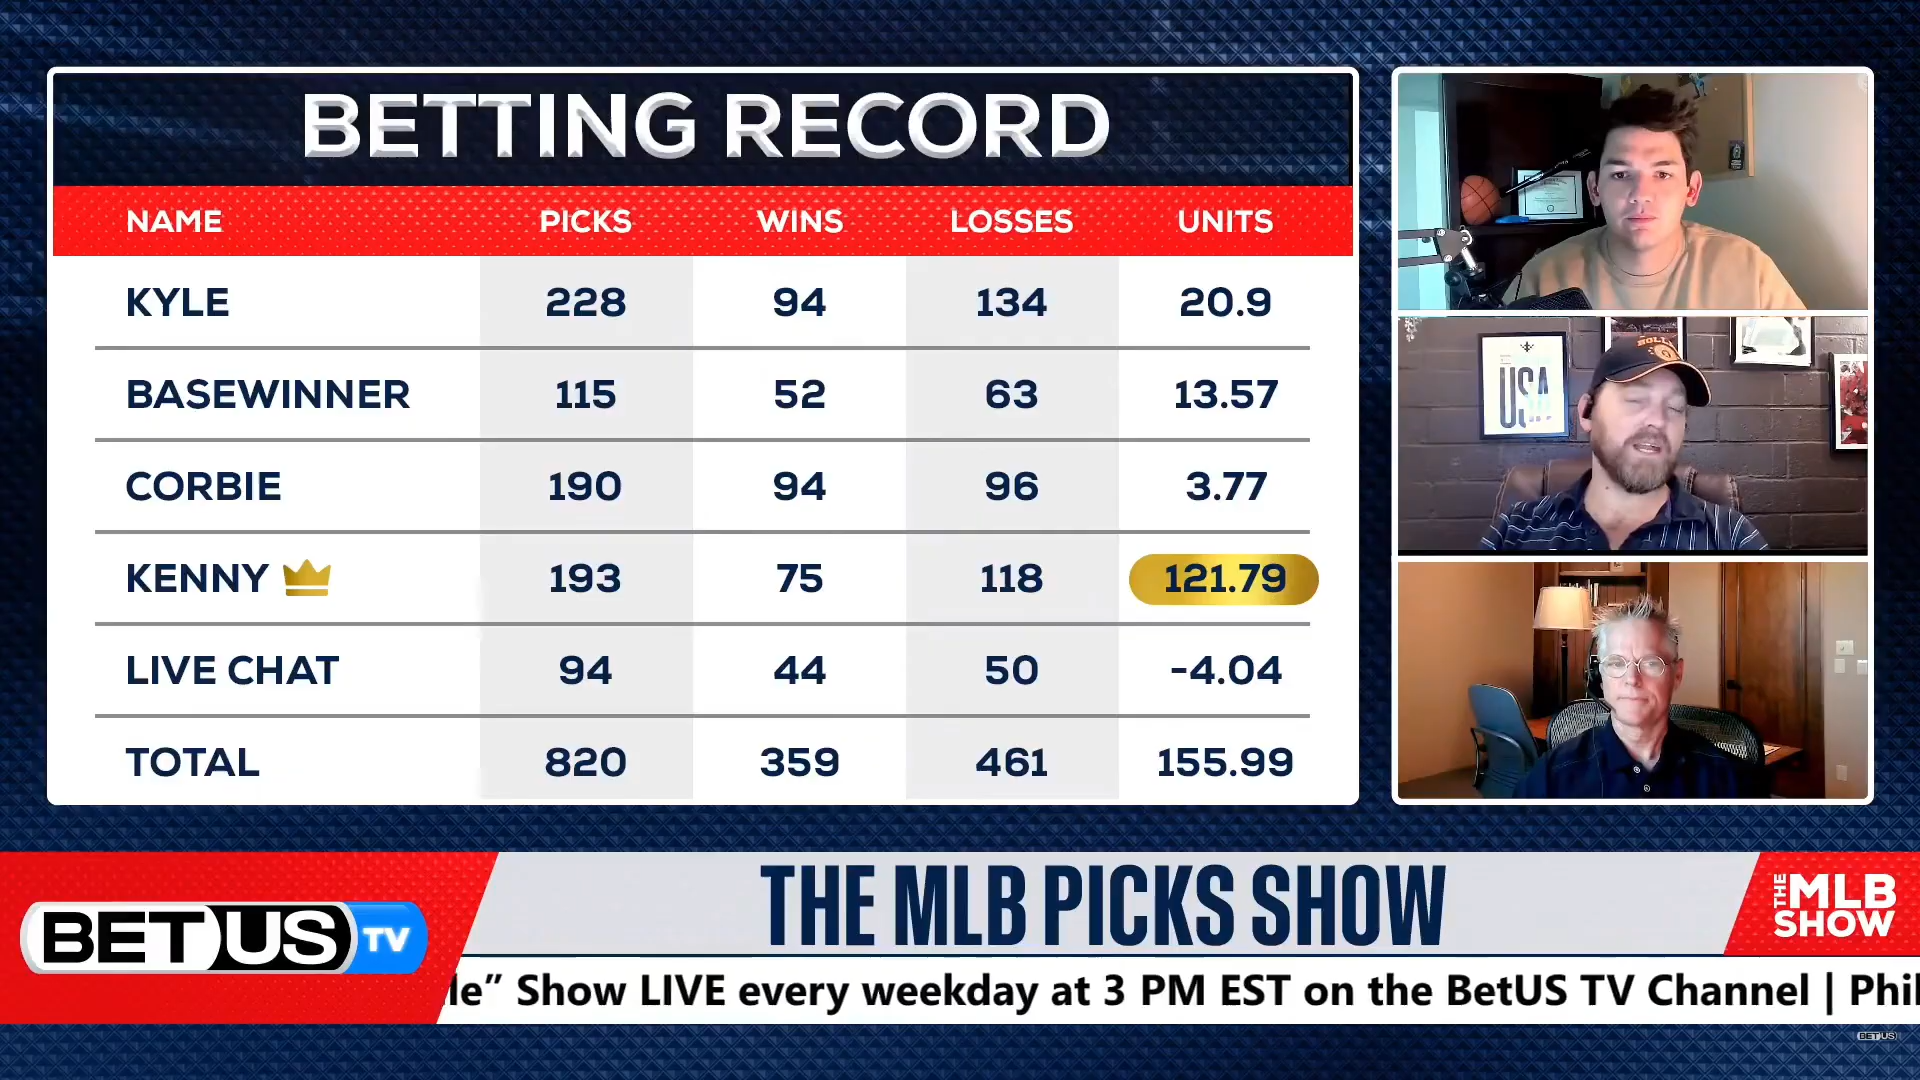 BETTING RECORD
NAME PICKS WINS LOSSES UNITS
KYLE 228 94 134 20.9
BASEWINNER 115 52 63 13.57
CORBIE 190 94 96 3.77
KENNY 193 75 118 121.79
LIVE CHAT 94 44 50 -4.04
TOTAL 820 359 461 155.99
USA
BETUS TV
THE MLB PICKS SHOW
THE MLB
SHOW
le” Show LIVE every weekday at 3 PM EST on the BetUS TV Channel | Phil
BETUS